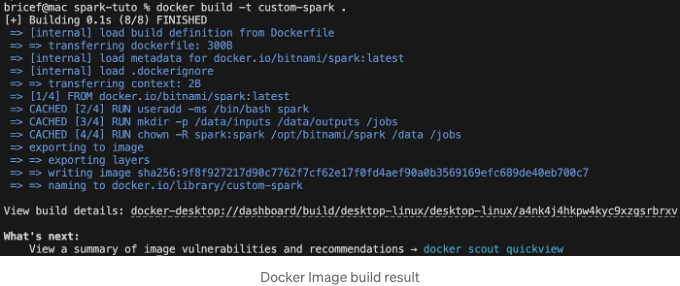 bricef@mac spark-tuto % docker build -t custom-spark .
[+] Building 0.1s (8/8) FINISHED
=> [internal] load build definition from Dockerfile
=> => transferring dockerfile: 300B
=> [internal] load metadata for docker.io/bitnami/spark:latest
=> [internal] load .dockerignore
=> => transferring context: 2B
=> [1/4] FROM docker.io/bitnami/spark:latest
=> CACHED [2/4] RUN useradd -ms /bin/bash spark
=> CACHED [3/4] RUN mkdir -p /data/inputs /data/outputs /jobs
=> CACHED [4/4] RUN chown -R spark:spark /opt/bitnami/spark /data /jobs
=> exporting to image
=> => exporting layers
=> => writing image sha256:9f8f927217d90c7762f7cf62e17f0fd4aef90a0b3569169efc689de40eb700c7
=> => naming to docker.io/library/custom-spark
View build details: docker-desktop://dashboard/build/desktop-linux/desktop-linux/a4nk4j4hkpw4kyc9xzgsrbrxv
What's next:
View a summary of image vulnerabilities and recommendations → docker scout quickview
Docker Image build result